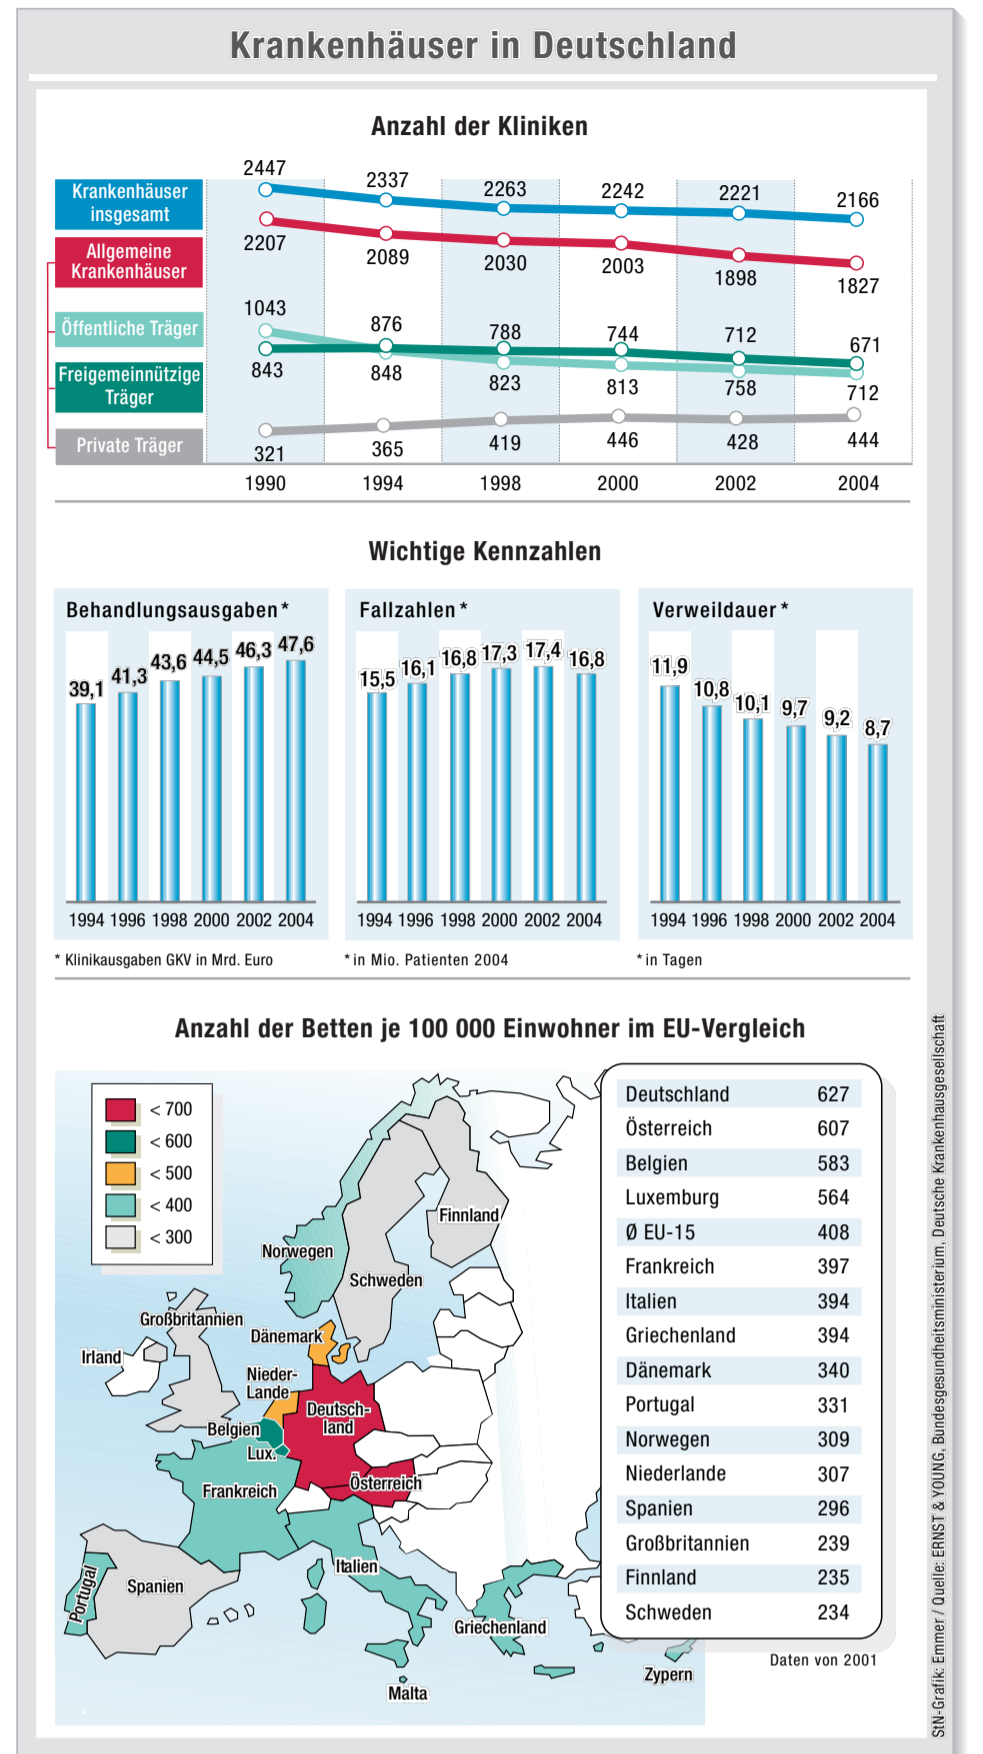 Krankenhäuser in Deutschland
Anzahl der Kliniken
Krankenhäuser
insgesamt
2447 2337 2263 2242 2221 2166
Allgemeine
Krankenhäuser
2207 2089 2030 2003 1898 1827
Öffentliche Träger
1043 876 788 744 712 671
Freigemeinnützige
Träger
843 848 823 813 758 712
Private Träger
321 365 419 446 428 444
1990 1994 1998 2000 2002 2004
Wichtige Kennzahlen
Behandlungsausgaben*
39,1 41,3 43,6 44,5 46,3 47,6
1994 1996 1998 2000 2002 2004
* Klinikausgaben GKV in Mrd. Euro
Fallzahlen*
15,5 16,1 16,8 17,3 17,4 16,8
1994 1996 1998 2000 2002 2004
* in Mio. Patienten 2004
Verweildauer*
11,9 10,8 10,1 9,7 9,2 8,7
1994 1996 1998 2000 2002 2004
* in Tagen
Anzahl der Betten je 100 000 Einwohner im EU-Vergleich
< 700
< 600
< 500
< 400
< 300
Finnland
Norwegen
Schweden
Großbritannien
Dänemark
Irland
Nieder-
Lande
Deutsch-
land
Belgien
Lux.
Österreich
Frankreich
Italien
Portugal
Spanien
Griechenland
Zypern
Malta
Deutschland 627
Österreich 607
Belgien 583
Luxemburg 564
Ø EU-15 408
Frankreich 397
Italien 394
Griechenland 394
Dänemark 340
Portugal 331
Norwegen 309
Niederlande 307
Spanien 296
Großbritannien 239
Finnland 235
Schweden 234
Daten von 2001
StN-Grafik: Emmer / Quelle: ERNST & YOUNG, Bundesgesundheitsministerium, Deutsche Krankenhausgesellschaft